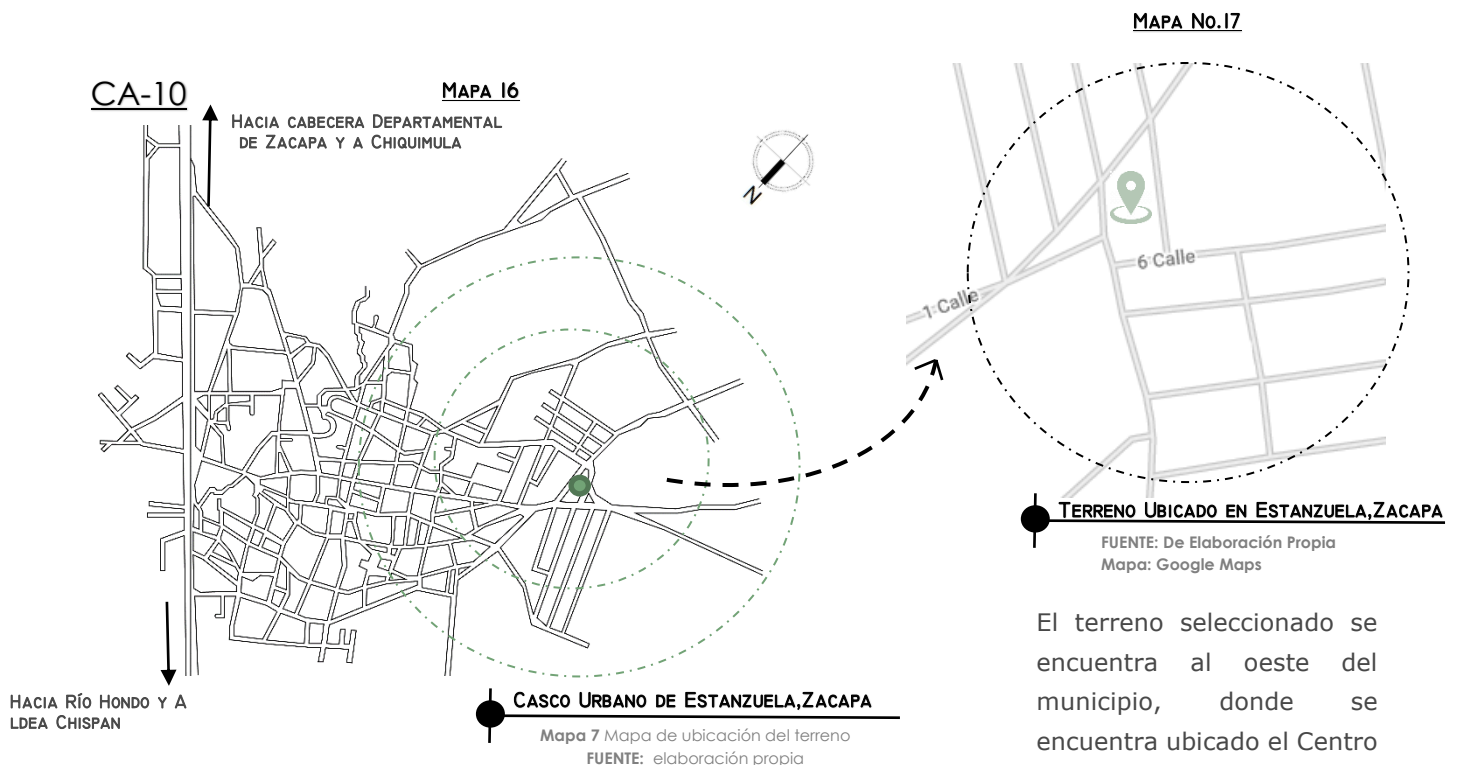 Mapa No.17
CA-10
Mapa 16
Hacia cabecera Departamental
de Zacapa y a Chiquimula
N
6 Calle
1 Calle
Terreno Ubicado en Estanzuela,Zacapa
FUENTE: De Elaboración Propia
Mapa: Google Maps
El terreno seleccionado se
encuentra al oeste del
municipio, donde se
encuentra ubicado el Centro
Hacia Río Hondo y A
ldea Chispan
Casco Urbano de Estanzuela,Zacapa
Mapa 7 Mapa de ubicación del terreno
FUENTE: elaboración propia